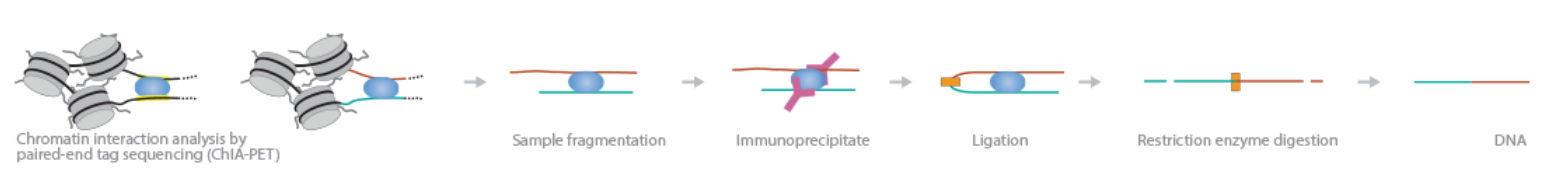 Chromatin interaction analysis by
paired-end tag sequencing (ChIA-PET)
Sample fragmentation
Immunoprecipitate
Ligation
Restriction enzyme digestion
DNA